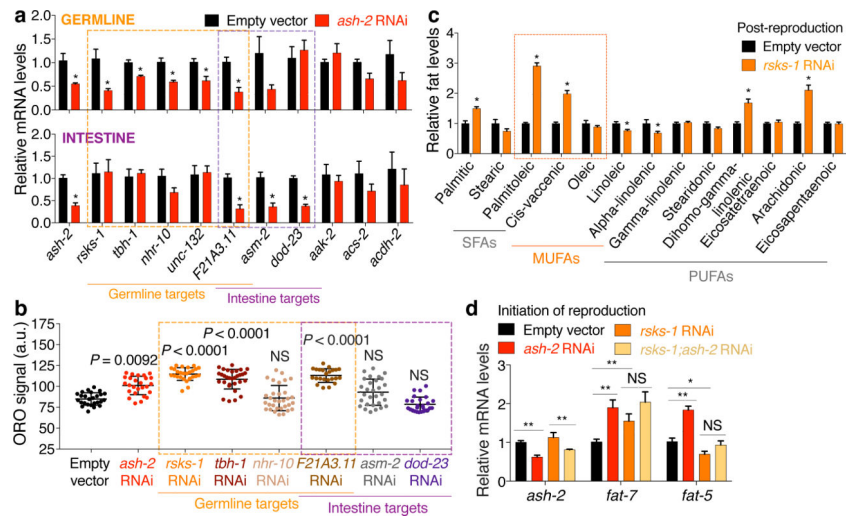 a
GERMLINE
Empty vector
ash-2 RNAi
Relative mRNA levels
1.5
1.0
0.5
0.0
* * * * * *
INTESTINE
1.5
1.0
0.5
0.0
* * * *
ash-2
rsks-1
tbh-1
nhr-10
unc-132
F21A3.11
asm-2
dod-23
aak-2
acs-2
acdh-2
Germline targets
Intestine targets
b
ORO signal (a.u.)
175
150
125
100
75
50
25
P = 0.0092
P < 0.0001
P < 0.0001
NS
P < 0.0001
NS
NS
Empty vector
ash-2 RNAi
rsks-1 RNAi
tbh-1 RNAi
nhr-10 RNAi
F21A3.11 RNAi
asm-2 RNAi
dod-23 RNAi
Germline targets
Intestine targets
c
Post-reproduction
Empty vector
rsks-1 RNAi
Relative fat levels
4
3
2
1
0
* * * * * * *
Palmitic
Stearic
Palmitoleic
Cis-vaccenic
Oleic
Linoleic
Alpha-linolenic
Gamma-linolenic
Stearidonic
Dihomo-gamma-
linolenic
Eicosatetraenoic
Arachidonic
Eicosapentaenoic
SFAs
MUFAs
PUFAs
d
Initiation of reproduction
Empty vector
rsks-1 RNAi
ash-2 RNAi
rsks-1;ash-2 RNAi
Relative mRNA levels
3
2
1
0
**
**
**
**
NS
**
*
NS
ash-2
fat-7
fat-5